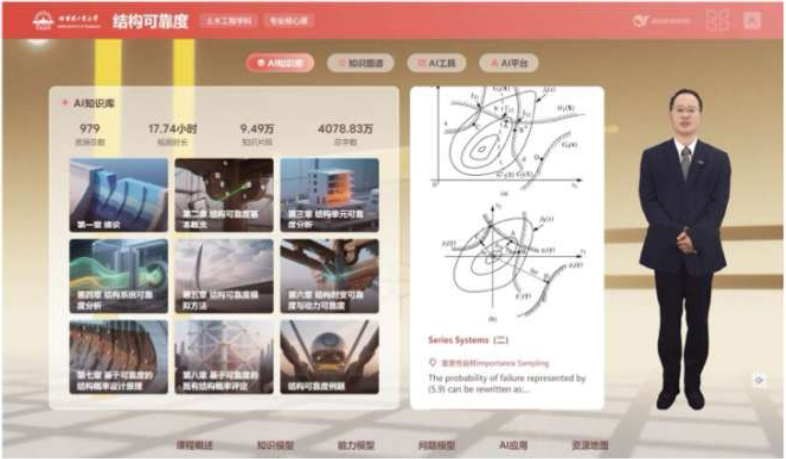 结构可靠度
土木工程学科
专业核心课
AI知识库
知识图谱
AI工具
AI平台
AI知识库
979
17.74小时
9.49万
4078.83万
资源总数
视频时长
知识片段
总字数
第一章 绪论
第二章 结构可靠度基
本概念
第三章 结构单元可靠
度分析
第四章 结构系统可靠
度分析
第五章 结构可靠度模
拟方法
第六章 结构时变可靠
度与动力可靠度
第七章 基于可靠度的
结构概率设计原理
第八章 基于可靠度的
既有结构概率评定
结构可靠度例题
(a)
(b)
Series Systems (二)
重要性抽样Importance Sampling
The probability of failure represented by
(5.9) can be rewritten as:...
课程概述
知识模型
能力模型
问题模型
AI应用
资源地图